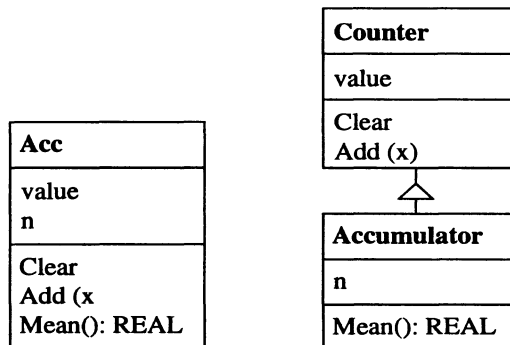 Acc
value
n
Clear
Add (x
Mean(): REAL
Counter
value
Clear
Add (x)
Accumulator
n
Mean(): REAL